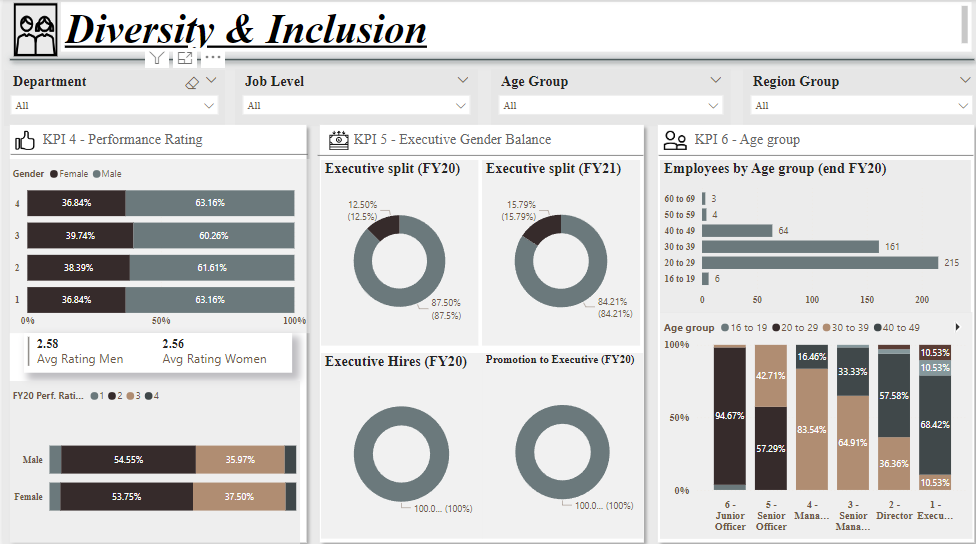 Diversity & Inclusion
Department
All
Job Level
All
Age Group
All
Region Group
All
KPI 4 - Performance Rating
Gender Female Male
4 36.84% 63.16%
3 39.74% 60.26%
2 38.39% 61.61%
1 36.84% 63.16%
0% 50% 100%
2.58 2.56
Avg Rating Men Avg Rating Women
FY20 Perf. Rati... 1 2 3 4
Male 54.55% 35.97%
Female 53.75% 37.50%
KPI 5 - Executive Gender Balance
Executive split (FY20)
12.50%
(12.5%)
87.50%
(87.5%)
Executive split (FY21)
15.79%
(15.79%)
84.21%
(84.21%)
Executive Hires (FY20)
100.0... (100%)
Promotion to Executive (FY20)
100.0... (100%)
KPI 6 - Age group
Employees by Age group (end FY20)
60 to 69 3
50 to 59 4
40 to 49 64
30 to 39 161
20 to 29 215
16 to 19 6
0 50 100 150 200
Age group 16 to 19 20 to 29 30 to 39 40 to 49
100%
50%
0%
94.67%
42.71%
57.29%
16.46%
83.54%
33.33%
64.91%
57.58%
36.36%
10.53%
10.53%
68.42%
10.53%
6 -
Junior
Officer
5 -
Senior
Officer
4 -
Mana...
3 -
Senior
Mana...
2 -
Director
1 -
Execu...